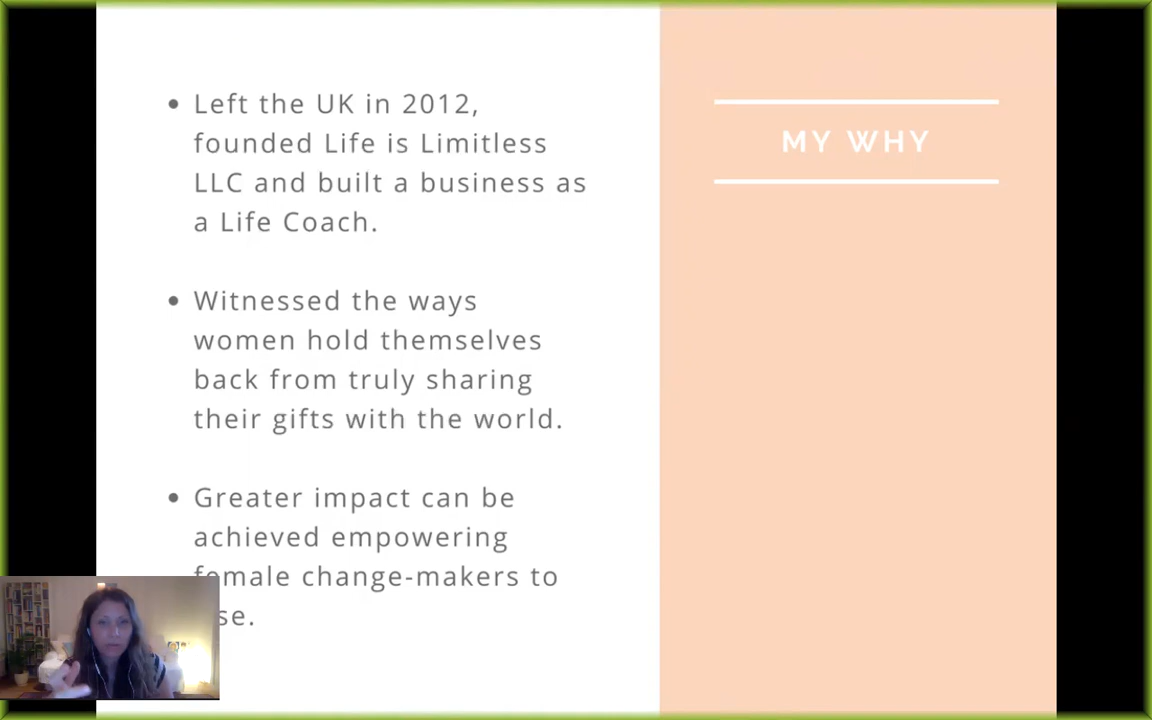 Left the UK in 2012,
founded Life is Limitless
LLC and built a business as
a Life Coach.
Witnessed the ways
women hold themselves
back from truly sharing
their gifts with the world.
Greater impact can be
achieved empowering
female change-makers to
MY WHY